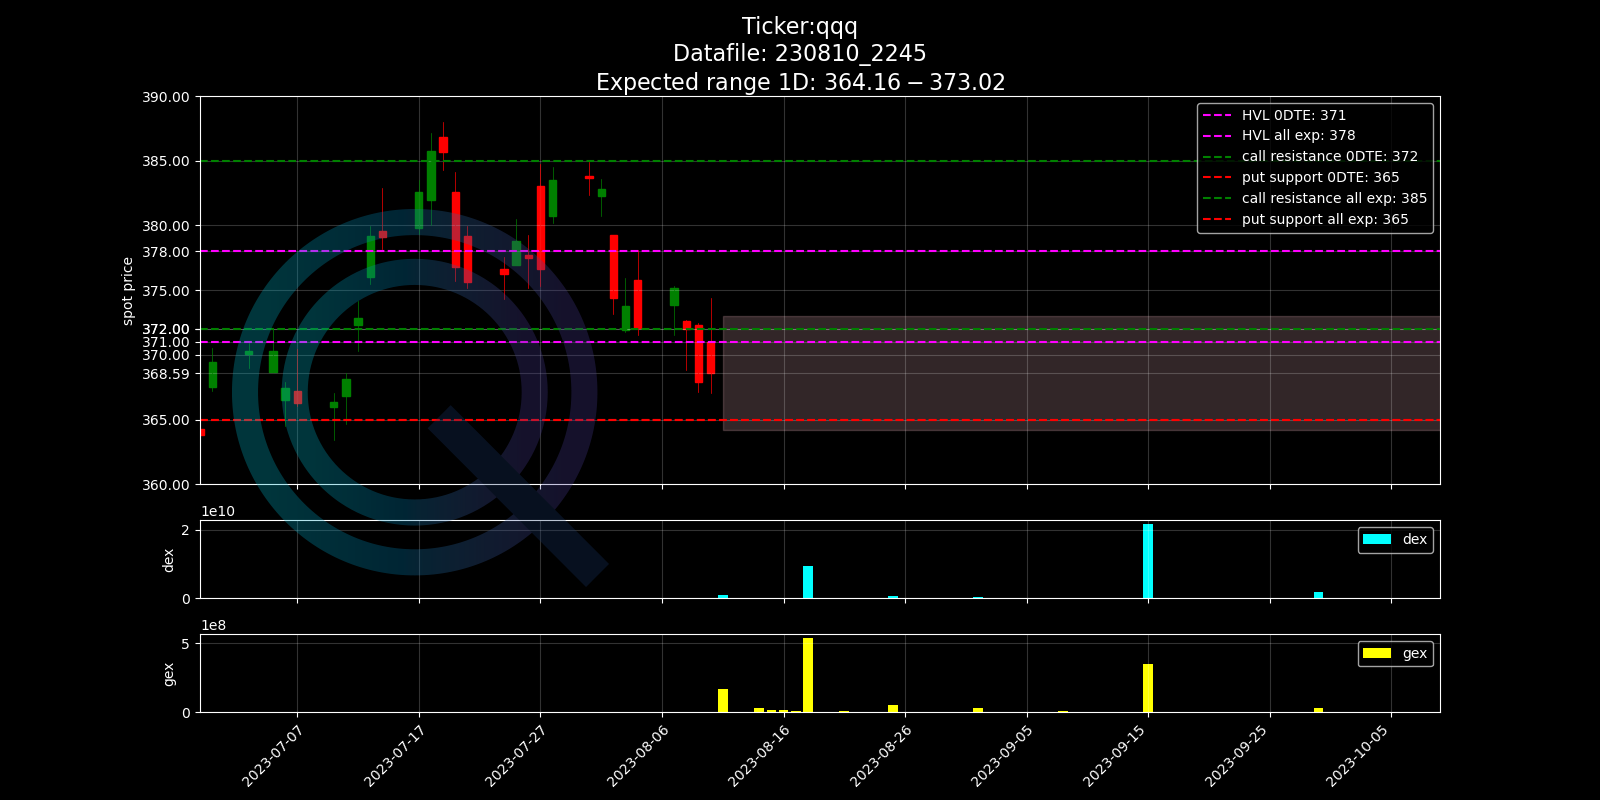 Ticker:qqq
Datafile: 230810_2245
Expected range 1D: 364.16 − 373.02
390.00
385.00
380.00
378.00
375.00
372.00
371.00
370.00
368.59
365.00
360.00
spot price
HVL 0DTE: 371
HVL all exp: 378
call resistance 0DTE: 372
put support 0DTE: 365
call resistance all exp: 385
put support all exp: 365
1e10
2
0
dex
dex
1e8
5
0
gex
gex
2023-07-07
2023-07-17
2023-07-27
2023-08-06
2023-08-16
2023-08-26
2023-09-05
2023-09-15
2023-09-25
2023-10-05